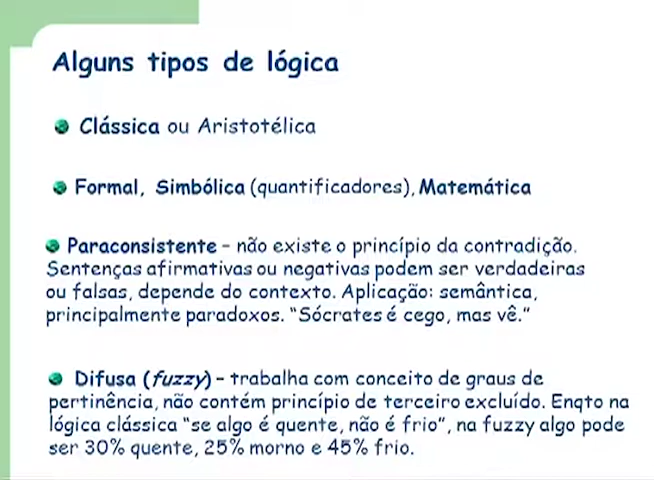 Alguns tipos de lógica
Clássica ou Aristotélica
Formal, Simbólica (quantificadores), Matemática
Paraconsistente – não existe o princípio da contradição.
Sentenças afirmativas ou negativas podem ser verdadeiras
ou falsas, depende do contexto. Aplicação: semântica,
principalmente paradoxos. "Sócrates é cego, mas vê."
Difusa (fuzzy) – trabalha com conceito de graus de
pertinência, não contém princípio de terceiro excluído. Enqto na
lógica clássica "se algo é quente, não é frio", na fuzzy algo pode
ser 30% quente, 25% morno e 45% frio.